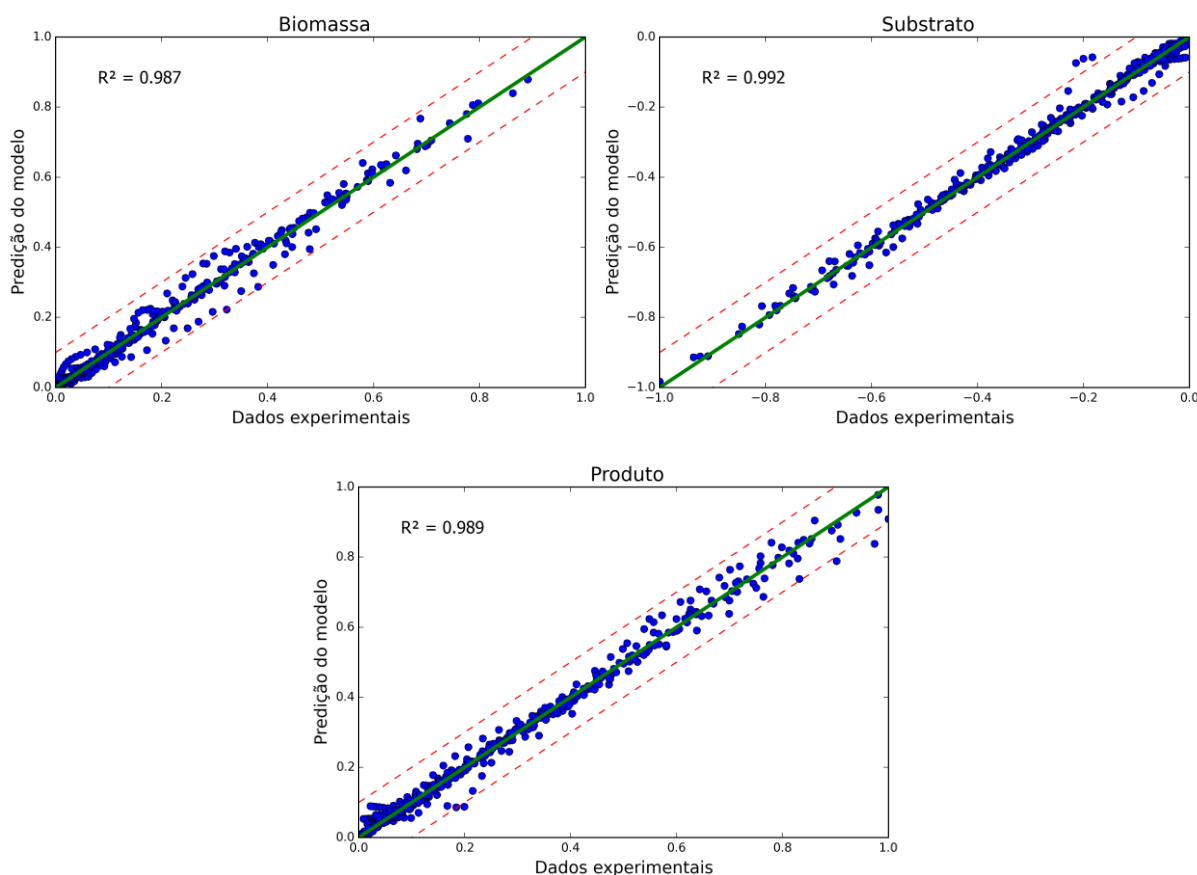 Biomassa
R² = 0.987
1.0
0.8
0.6
0.4
0.2
0.0
Predição do modelo
0.0 0.2 0.4 0.6 0.8 1.0
Dados experimentais
Substrato
R² = 0.992
0.0
−0.2
−0.4
−0.6
−0.8
−1.0
Predição do modelo
−1.0 −0.8 −0.6 −0.4 −0.2 0.0
Dados experimentais
Produto
R² = 0.989
1.0
0.8
0.6
0.4
0.2
0.0
Predição do modelo
0.0 0.2 0.4 0.6 0.8 1.0
Dados experimentais